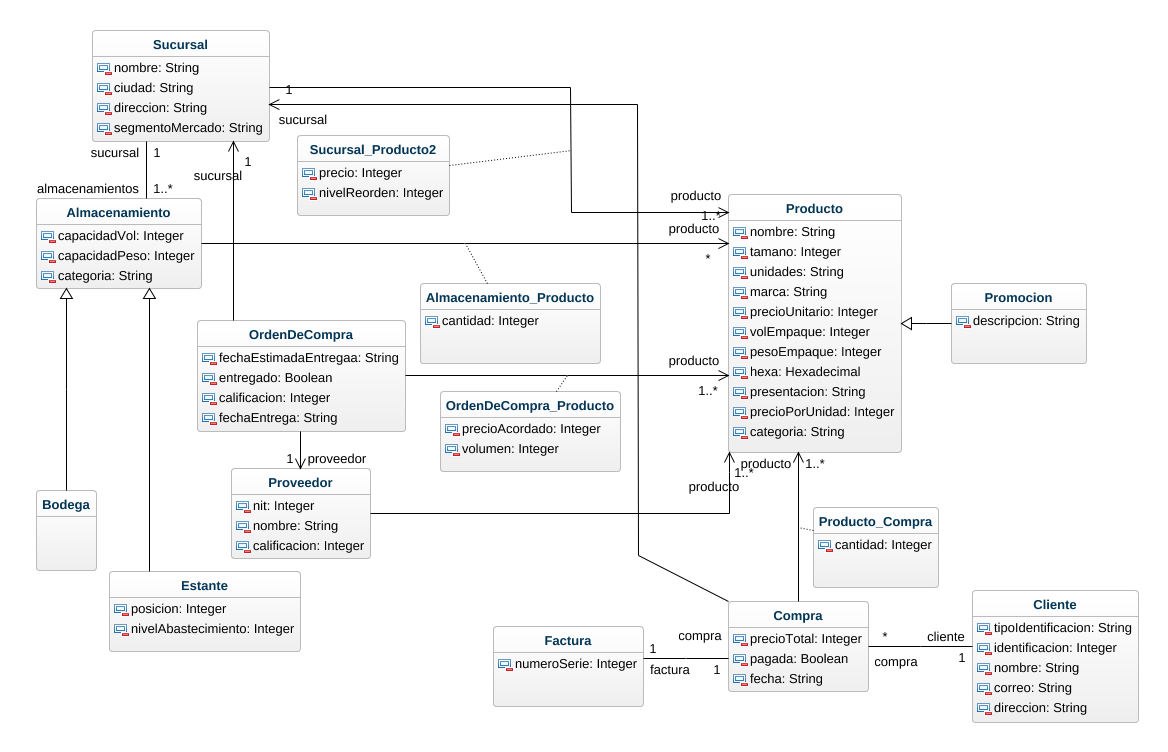 Sucursal
nombre: String
ciudad: String
direccion: String
segmentoMercado: String
1
sucursal
sucursal
1
1
sucursal
almacenamientos
1..*
Sucursal_Producto2
precio: Integer
nivelReorden: Integer
producto
1..*
producto
*
Almacenamiento
capacidadVol: Integer
capacidadPeso: Integer
categoria: String
Producto
nombre: String
tamano: Integer
unidades: String
marca: String
precioUnitario: Integer
volEmpaque: Integer
pesoEmpaque: Integer
hexa: Hexadecimal
presentacion: String
precioPorUnidad: Integer
categoria: String
Promocion
descripcion: String
Almacenamiento_Producto
cantidad: Integer
OrdenDeCompra
fechaEstimadaEntregaa: String
entregado: Boolean
calificacion: Integer
fechaEntrega: String
producto
1..*
OrdenDeCompra_Producto
precioAcordado: Integer
volumen: Integer
1
proveedor
Proveedor
nit: Integer
nombre: String
calificacion: Integer
producto
1..*
1..*
producto
Bodega
Producto_Compra
cantidad: Integer
Estante
posicion: Integer
nivelAbastecimiento: Integer
Factura
numeroSerie: Integer
compra
1
factura
1
Compra
precioTotal: Integer
pagada: Boolean
fecha: String
*
cliente
compra
1
Cliente
tipoIdentificacion: String
identificacion: Integer
nombre: String
correo: String
direccion: String